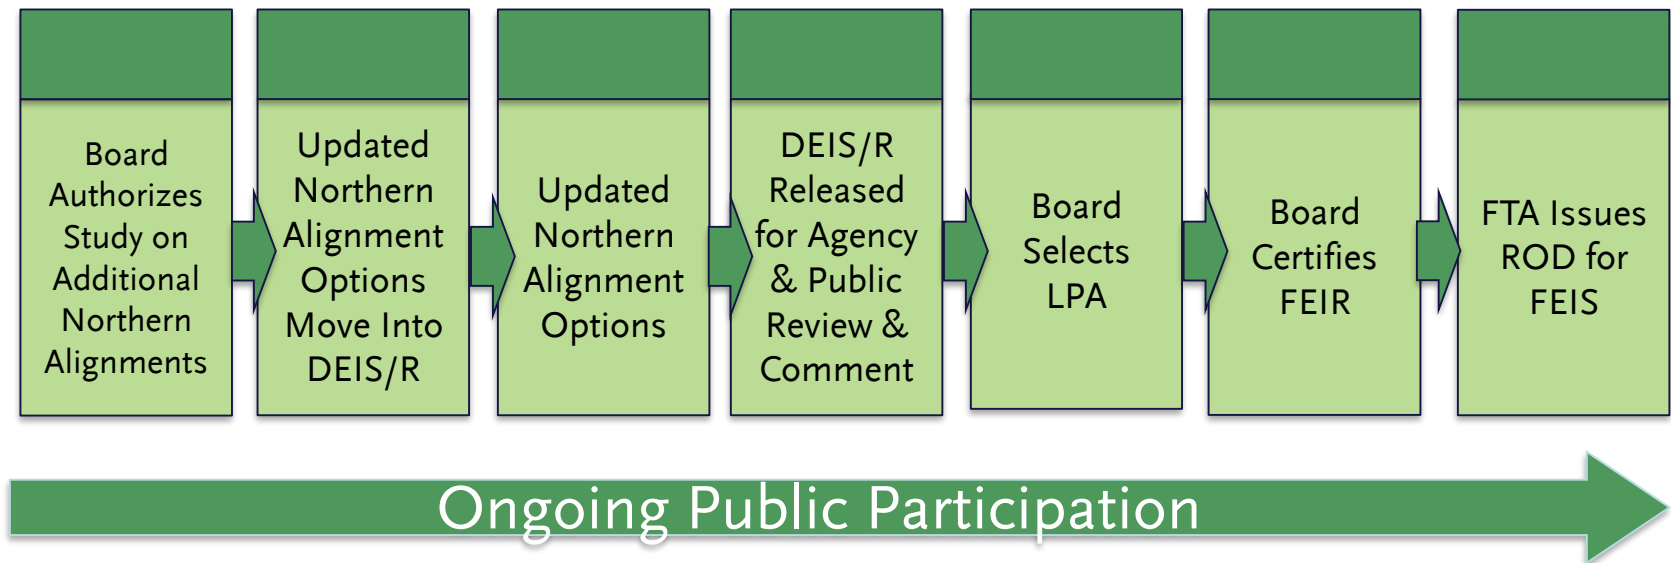 Board
Authorizes
Study on
Additional
Northern
Alignments
Updated
Northern
Alignment
Options
Move Into
DEIS/R
Updated
Northern
Alignment
Options
DEIS/R
Released
for Agency
& Public
Review &
Comment
Board
Selects
LPA
Board
Certifies
FEIR
FTA Issues
ROD for
FEIS
Ongoing Public Participation